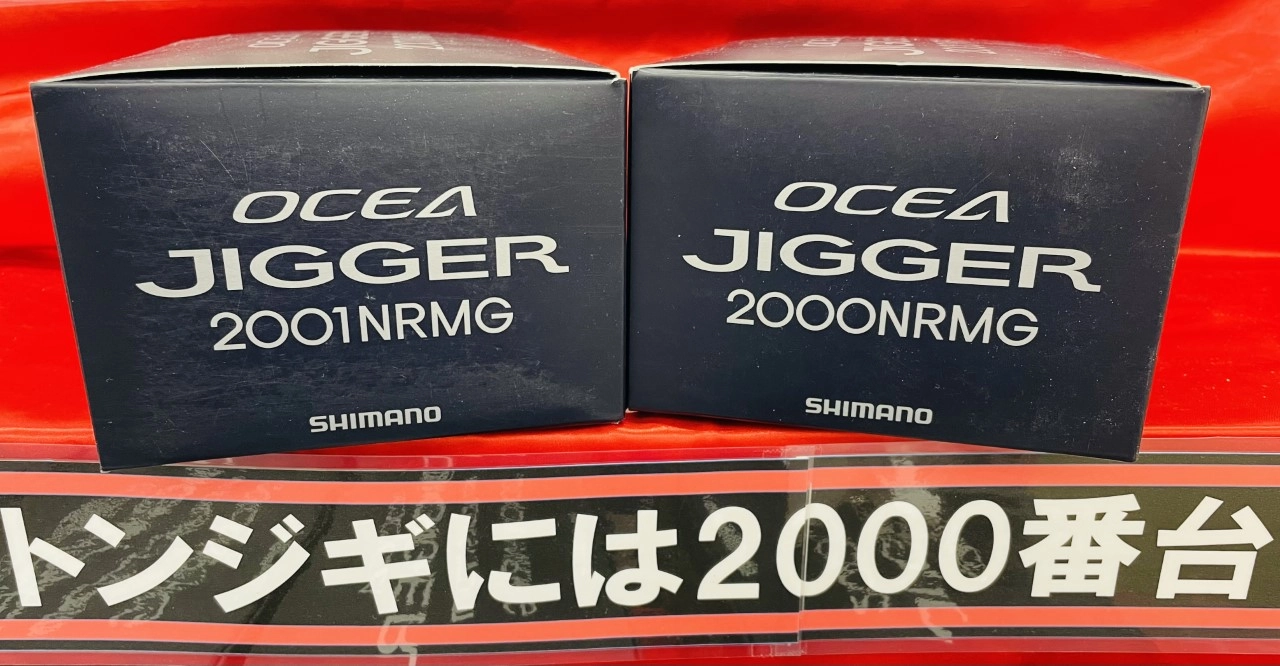 OCEA
JIGGER
2001NRMG
SHIMANO
OCEA
JIGGER
2000NRMG
SHIMANO
トンジギには2000番台